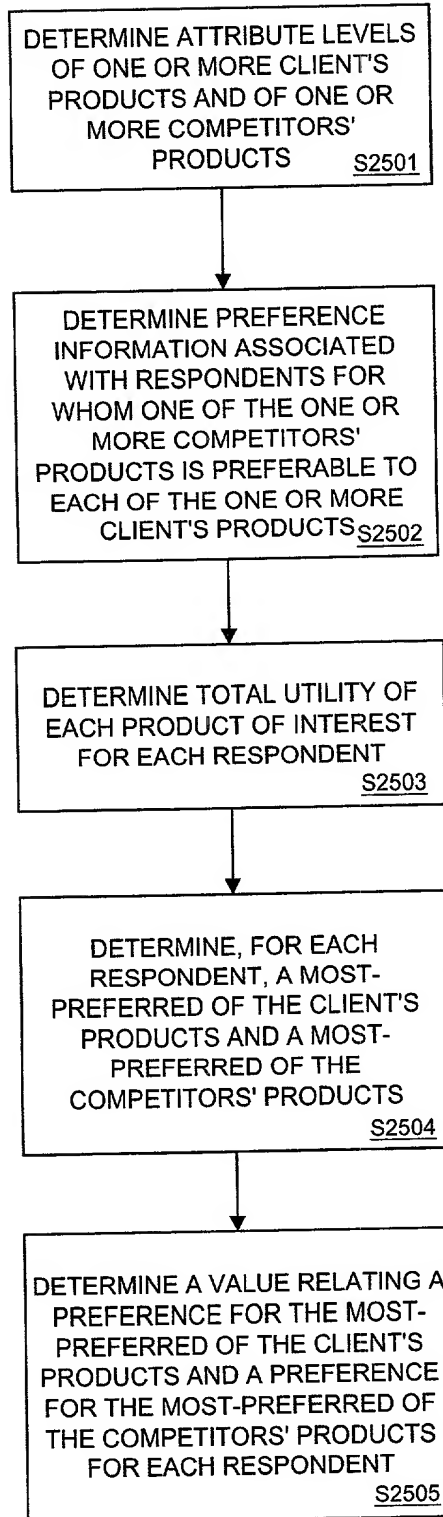 DETERMINE ATTRIBUTE LEVELS
OF ONE OR MORE CLIENT'S
PRODUCTS AND OF ONE OR
MORE COMPETITORS'
PRODUCTS S2501
DETERMINE PREFERENCE
INFORMATION ASSOCIATED
WITH RESPONDENTS FOR
WHOM ONE OF THE ONE OR
MORE COMPETITORS'
PRODUCTS IS PREFERABLE TO
EACH OF THE ONE OR MORE
CLIENT'S PRODUCTS S2502
DETERMINE TOTAL UTILITY OF
EACH PRODUCT OF INTEREST
FOR EACH RESPONDENT
S2503
DETERMINE, FOR EACH
RESPONDENT, A MOST-
PREFERRED OF THE CLIENT'S
PRODUCTS AND A MOST-
PREFERRED OF THE
COMPETITORS' PRODUCTS
S2504
DETERMINE A VALUE RELATING A
PREFERENCE FOR THE MOST-
PREFERRED OF THE CLIENT'S
PRODUCTS AND A PREFERENCE
FOR THE MOST-PREFERRED OF
THE COMPETITORS' PRODUCTS
FOR EACH RESPONDENT
S2505